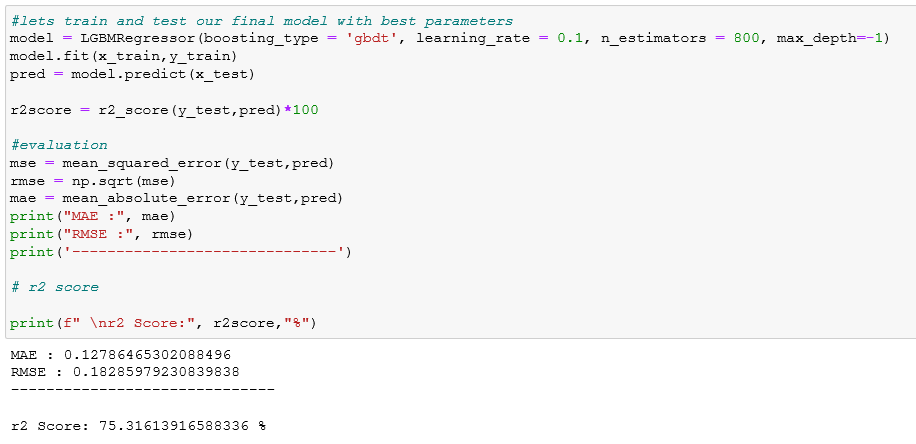 #lets train and test our final model with best parameters
model = LGBMRegressor(boosting_type = 'gbdt', learning_rate = 0.1, n_estimators = 800, max_depth=-1)
model.fit(x_train,y_train)
pred = model.predict(x_test)
r2score = r2_score(y_test,pred)*100
#evaluation
mse = mean_squared_error(y_test,pred)
rmse = np.sqrt(mse)
mae = mean_absolute_error(y_test,pred)
print("MAE :", mae)
print("RMSE :", rmse)
print('------------------------------')
# r2 score
print(f" \nr2 Score:", r2score,"%")
MAE : 0.12786465302088496
RMSE : 0.18285979230839838
------------------------------
r2 Score: 75.31613916588336 %